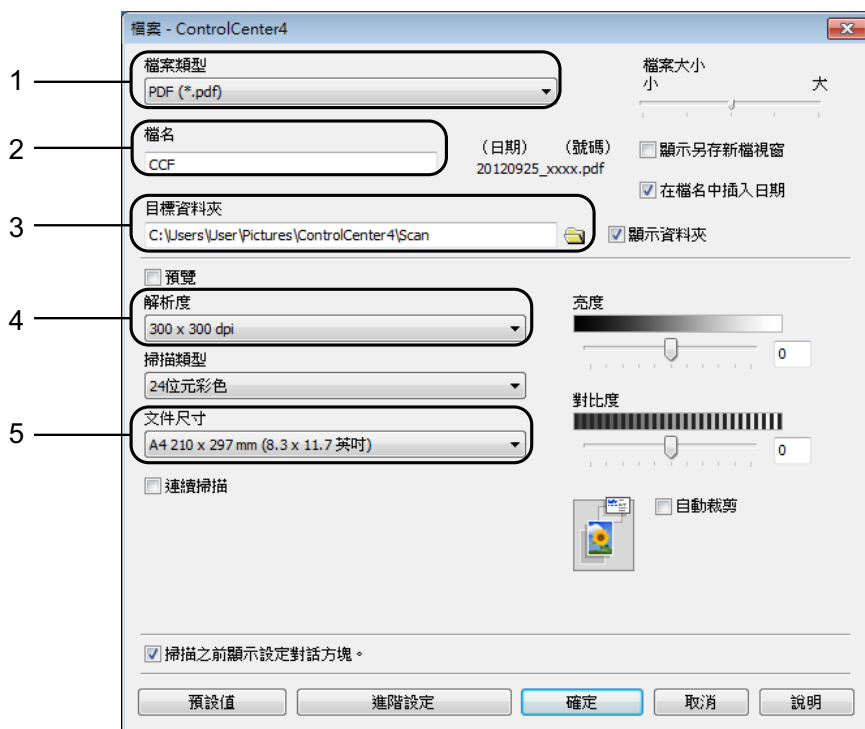 檔案 - ControlCenter4
1
檔案類型
PDF (*.pdf)
檔案大小
小 大
2
檔名
CCF
(日期) (號碼)
20120925_xxxx.pdf
顯示另存新檔視窗
在檔名中插入日期
3
目標資料夾
C:\Users\User\Pictures\ControlCenter4\Scan
顯示資料夾
預覽
4
解析度
300 x 300 dpi
掃描類型
24位元彩色
5
文件尺寸
A4 210 x 297 mm (8.3 x 11.7 英吋)
連續掃描
亮度
0
對比度
0
自動裁剪
掃描之前顯示設定對話方塊。
預設值 進階設定 確定 取消 說明